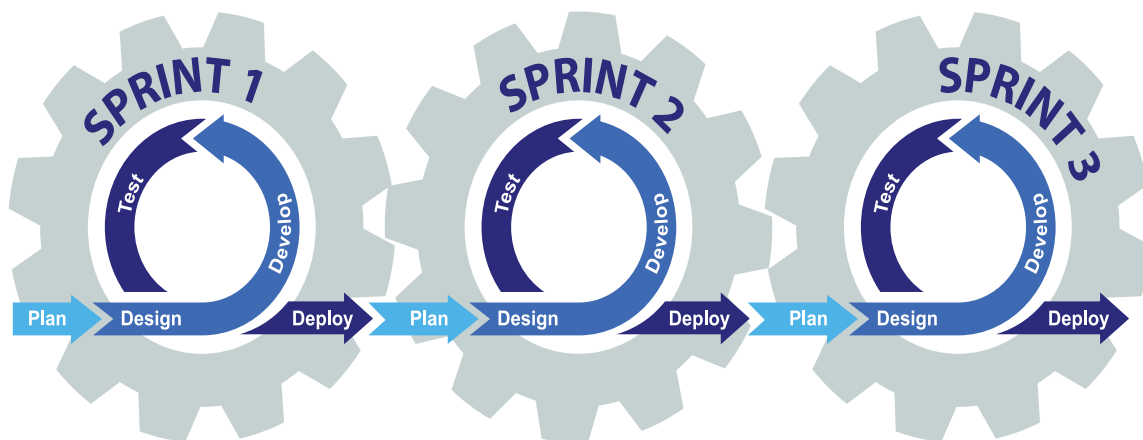 SPRINT 1
Test
Develop
Plan
Design
Deploy
SPRINT 2
Test
Develop
Plan
Design
Deploy
SPRINT 3
Test
Develop
Plan
Design
Deploy